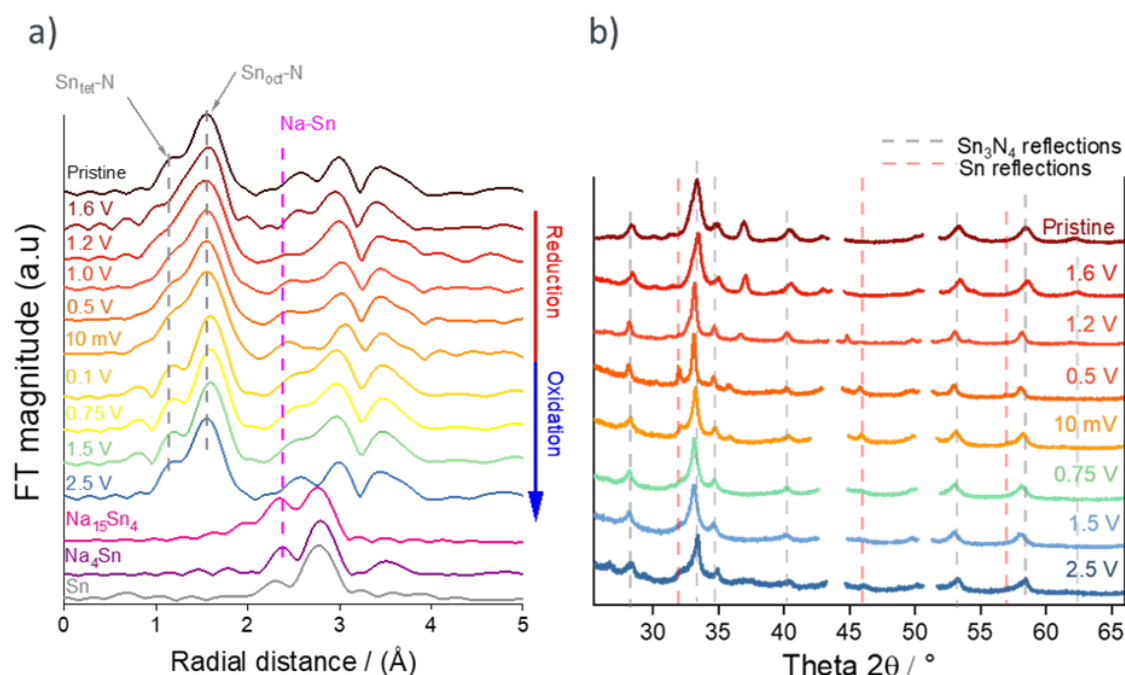 a)
Sn_tet-N
Sn_oct-N
Na-Sn
Pristine
1.6 V
1.2 V
1.0 V
0.5 V
10 mV
0.1 V
0.75 V
1.5 V
2.5 V
Na₁₅Sn₄
Na₄Sn
Sn
Reduction
Oxidation
FT magnitude (a.u)
0 1 2 3 4 5
Radial distance / (Å)
b)
Sn₃N₄ reflections
Sn reflections
Pristine
1.6 V
1.2 V
0.5 V
10 mV
0.75 V
1.5 V
2.5 V
30 35 40 45 50 55 60 65
Theta 2θ / °